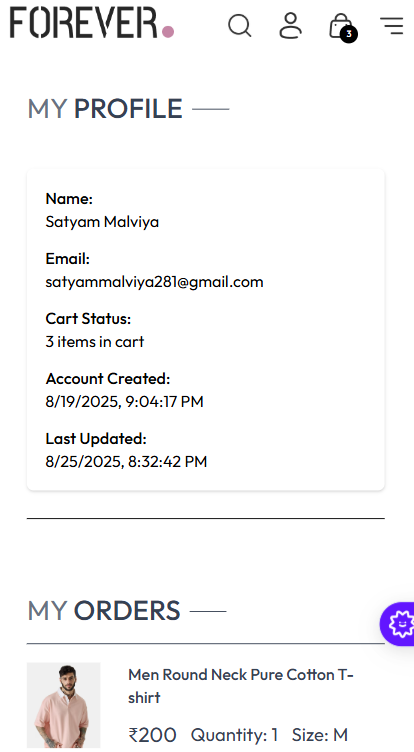 FOREVER.
3
MY PROFILE
Name:
Satyam Malviya
Email:
satyammalviya281@gmail.com
Cart Status:
3 items in cart
Account Created:
8/19/2025, 9:04:17 PM
Last Updated:
8/25/2025, 8:32:42 PM
MY ORDERS
Men Round Neck Pure Cotton T-
shirt
₹200 Quantity: 1 Size: M